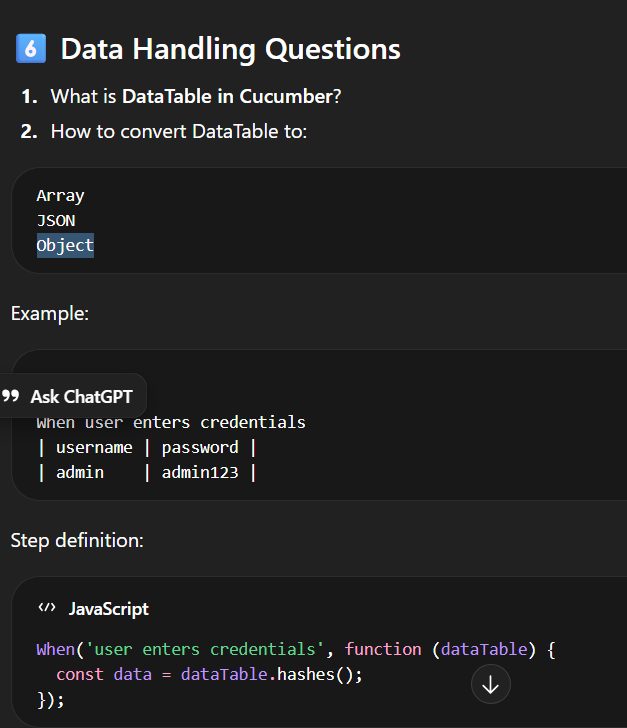 6 Data Handling Questions
1. What is DataTable in Cucumber?
2. How to convert DataTable to:
Array
JSON
Object
Example:
Ask ChatGPT
When user enters credentials
| username | password |
| admin    | admin123 |
Step definition:
</> JavaScript
When('user enters credentials', function (dataTable) {
  const data = dataTable.hashes();
});